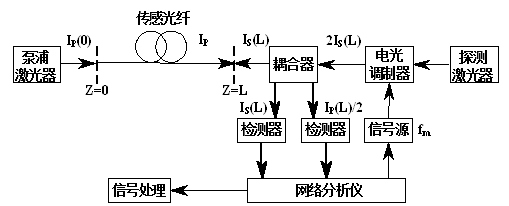 传感光纤
泵浦
激光器
I_P(0)
I_P
I_S(L)
耦合器
2I_S(L)
电光
调制器
探测
激光器
Z=0
Z=L
I_S(L)
I_P(L)/2
检测器
检测器
信号源
f_m
信号处理
网络分析仪